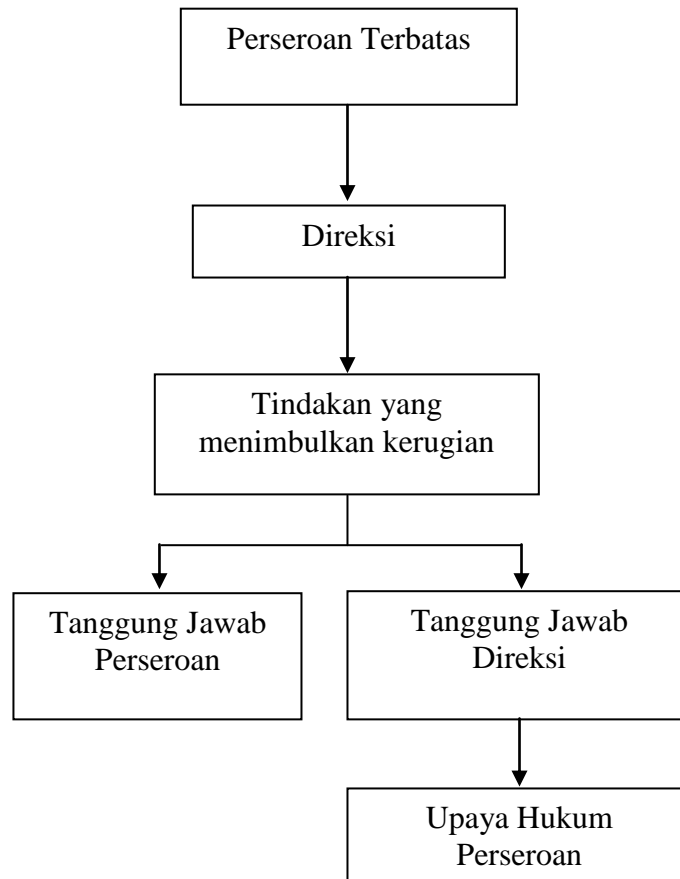 Perseroan Terbatas
Direksi
Tindakan yang
menimbulkan kerugian
Tanggung Jawab
Perseroan
Tanggung Jawab
Direksi
Upaya Hukum
Perseroan